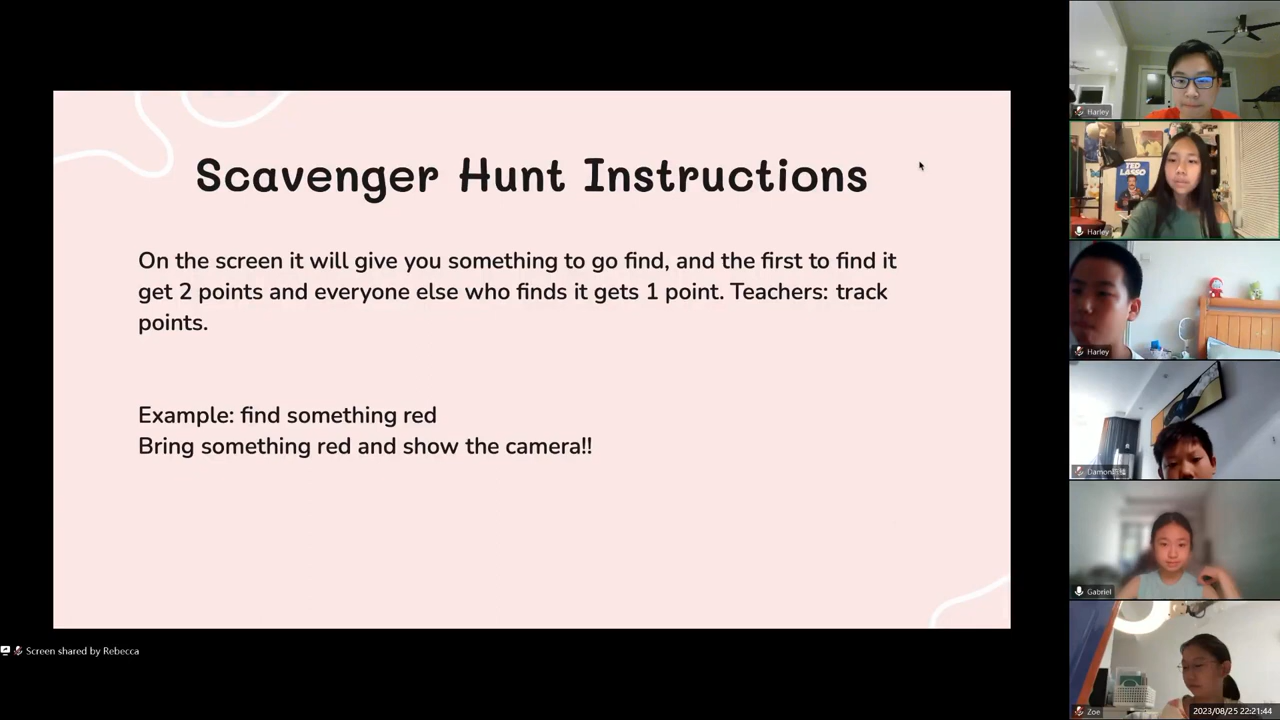 Scavenger Hunt Instructions
On the screen it will give you something to go find, and the first to find it
get 2 points and everyone else who finds it gets 1 point. Teachers: track
points.
Example: find something red
Bring something red and show the camera!!
Screen shared by Rebecca
Harley
TED
LASSO
Harley
Harley
Damon
Gabriel
Zoe
2023/08/25 22:21:44